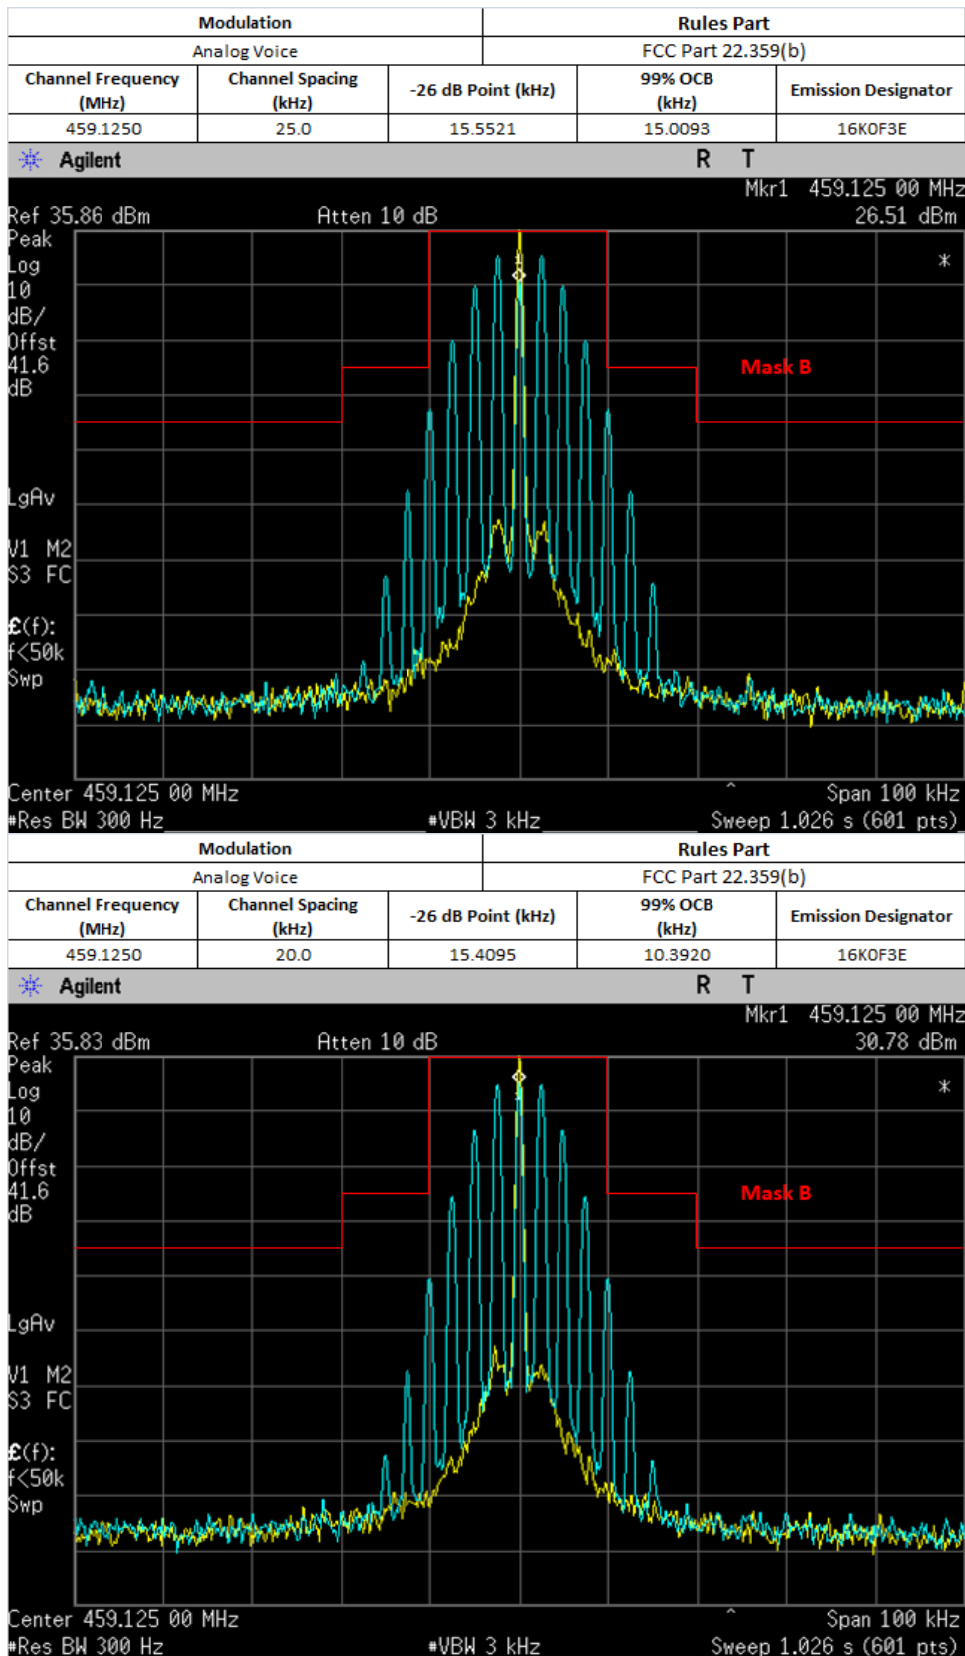 Modulation Rules Part
Analog Voice FCC Part 22.359(b)
Channel Frequency (MHz) Channel Spacing (kHz) -26 dB Point (kHz) 99% OCB (kHz) Emission Designator
459.1250 25.0 15.5521 15.0093 16K0F3E
Agilent R T
Mkr1 459.125 00 MHz
Ref 35.86 dBm Atten 10 dB 26.51 dBm
Peak
Log
10
dB/
Offst
41.6
dB
Mask B
1
*
LgAv
V1 M2
S3 FC
£(f):
f<50k
Swp
Center 459.125 00 MHz ^ Span 100 kHz
#Res BW 300 Hz #VBW 3 kHz Sweep 1.026 s (601 pts)
Modulation Rules Part
Analog Voice FCC Part 22.359(b)
Channel Frequency (MHz) Channel Spacing (kHz) -26 dB Point (kHz) 99% OCB (kHz) Emission Designator
459.1250 20.0 15.4095 10.3920 16K0F3E
Agilent R T
Mkr1 459.125 00 MHz
Ref 35.83 dBm Atten 10 dB 30.78 dBm
Peak
Log
10
dB/
Offst
41.6
dB
Mask B
*
LgAv
V1 M2
S3 FC
£(f):
f<50k
Swp
Center 459.125 00 MHz ^ Span 100 kHz
#Res BW 300 Hz #VBW 3 kHz Sweep 1.026 s (601 pts)